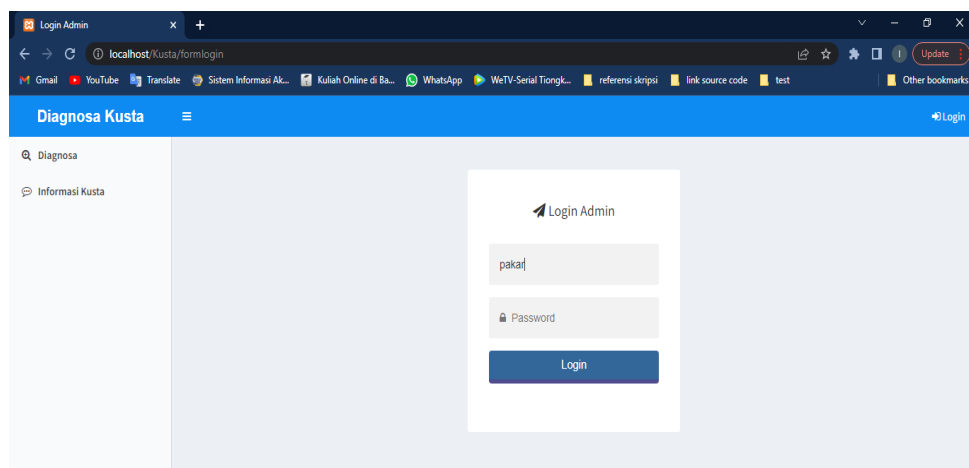 Login Admin
localhost/Kusta/formlogin
Update
Gmail YouTube Translate Sistem Informasi Ak... Kuliah Online di Ba... WhatsApp WeTV-Serial Tiongk... referensi skripsi link source code test Other bookmarks
Diagnosa Kusta Login
Diagnosa
Informasi Kusta
Login Admin
pakar
Password
Login